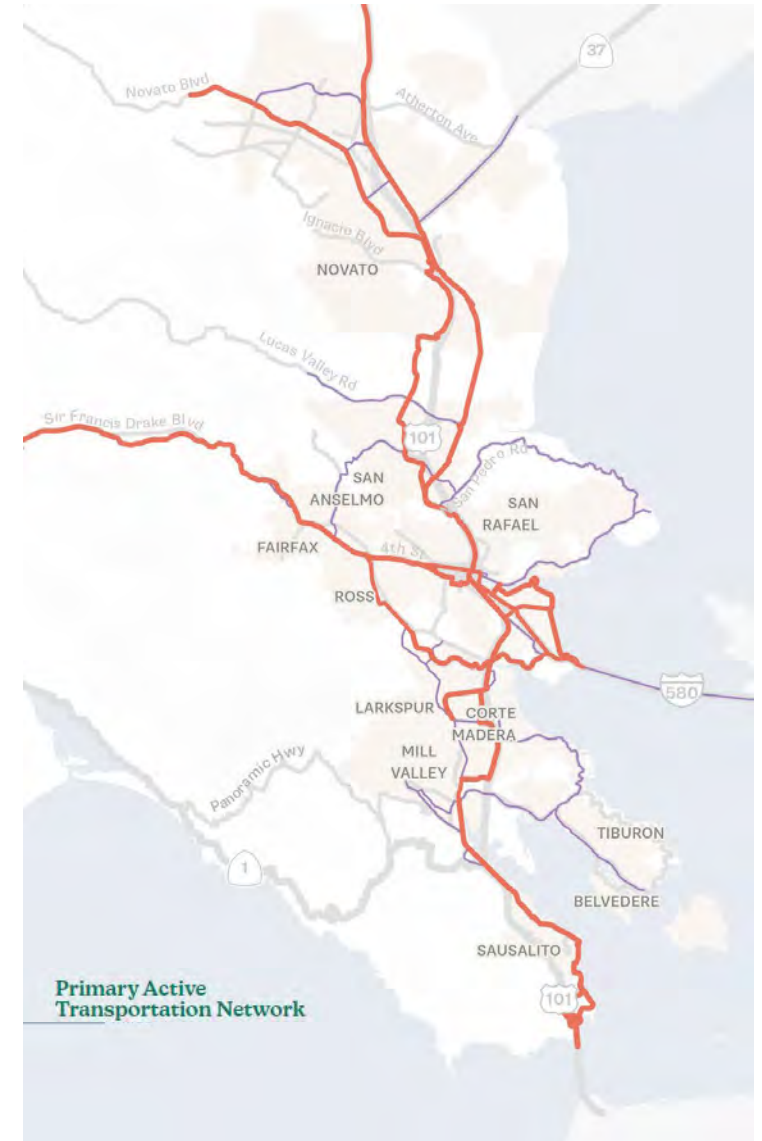 37
Novato Blvd
Atherton Ave
Ignacio Blvd
NOVATO
Lucas Valley Rd
Sir Francis Drake Blvd
101
San Pedro Rd
SAN
ANSELMO
SAN
RAFAEL
FAIRFAX
4th St
ROSS
580
LARKSPUR
CORTE
MADERA
MILL
VALLEY
Panoramic Hwy
TIBURON
1
BELVEDERE
SAUSALITO
Primary Active
Transportation Network
101